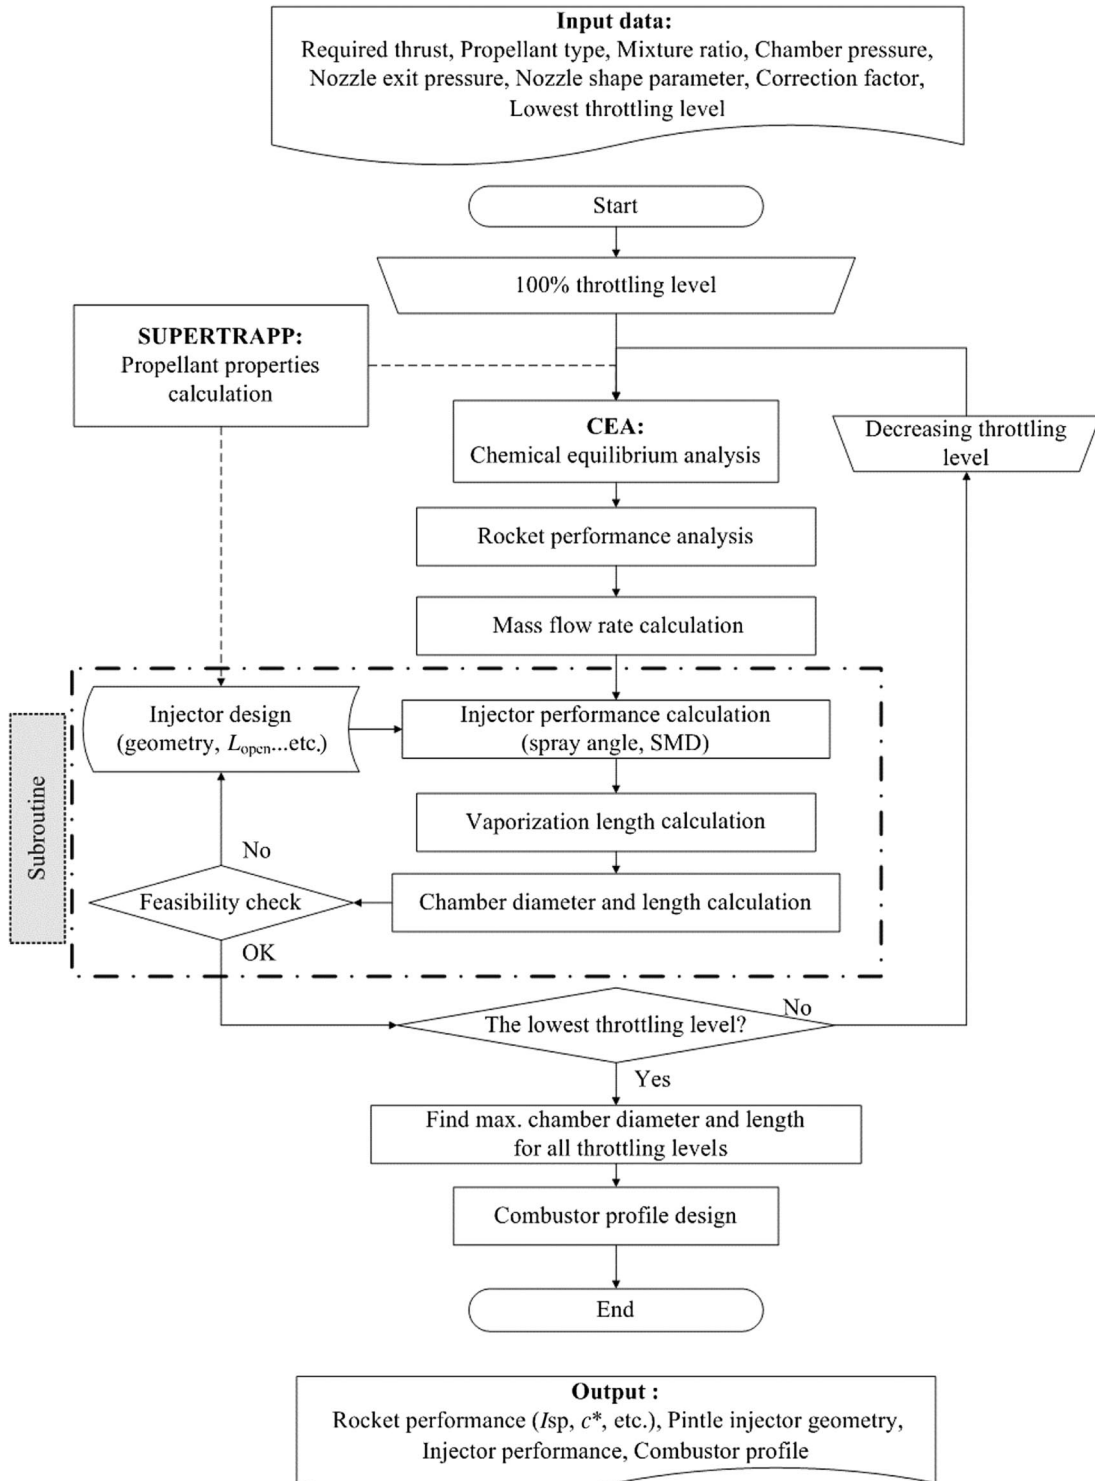 Input data:
Required thrust, Propellant type, Mixture ratio, Chamber pressure,
Nozzle exit pressure, Nozzle shape parameter, Correction factor,
Lowest throttling level
Start
100% throttling level
SUPERTRAPP:
Propellant properties
calculation
CEA:
Chemical equilibrium analysis
Decreasing throttling
level
Rocket performance analysis
Mass flow rate calculation
Subroutine
Injector design
(geometry, Lopen...etc.)
Injector performance calculation
(spray angle, SMD)
Vaporization length calculation
No
Feasibility check
Chamber diameter and length calculation
OK
The lowest throttling level?
No
Yes
Find max. chamber diameter and length
for all throttling levels
Combustor profile design
End
Output :
Rocket performance (Isp, c*, etc.), Pintle injector geometry,
Injector performance, Combustor profile